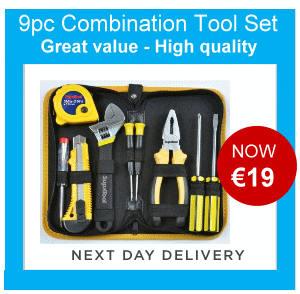 9pc Combination Tool Set
Great value - High quality
NOW
€19
NEXT DAY DELIVERY